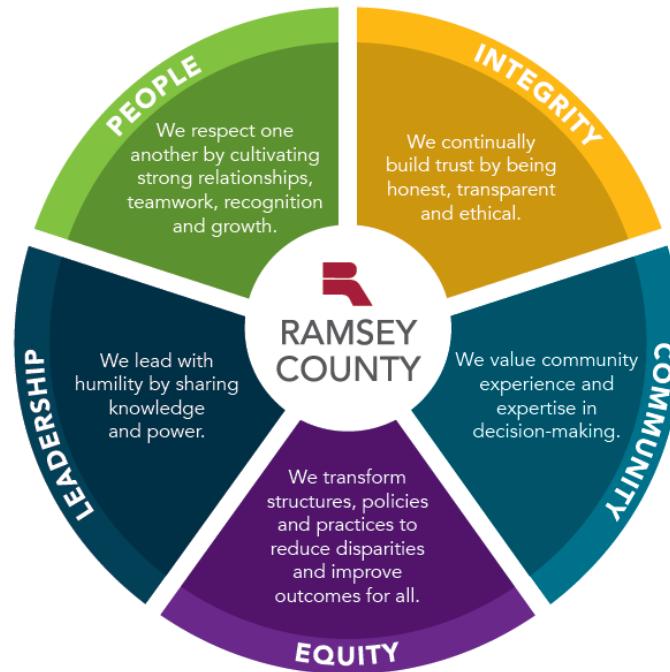 PEOPLE
We respect one
another by cultivating
strong relationships,
teamwork, recognition
and growth.
INTEGRITY
We continually
build trust by being
honest, transparent
and ethical.
RAMSEY
COUNTY
LEADERSHIP
We lead with
humility by sharing
knowledge
and power.
COMMUNITY
We value community
experience and
expertise in
decision-making.
We transform
structures, policies
and practices to
reduce disparities
and improve
outcomes for all.
EQUITY